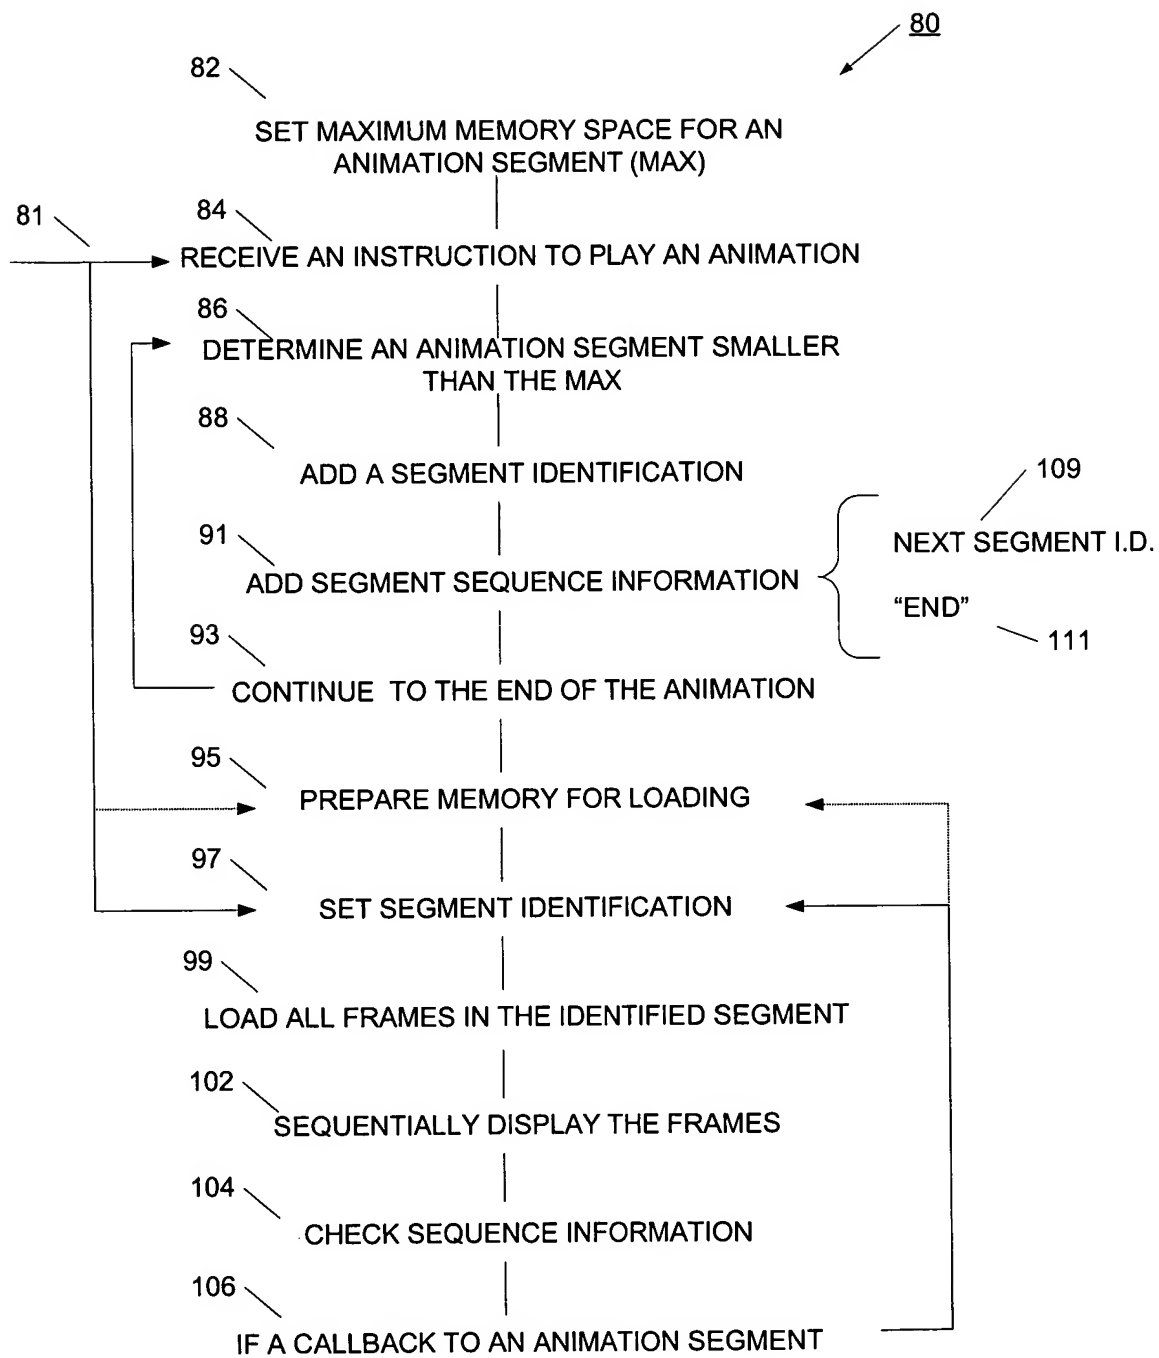 80
82
SET MAXIMUM MEMORY SPACE FOR AN
ANIMATION SEGMENT (MAX)
81
84
RECEIVE AN INSTRUCTION TO PLAY AN ANIMATION
86
DETERMINE AN ANIMATION SEGMENT SMALLER
THAN THE MAX
88
ADD A SEGMENT IDENTIFICATION
109
NEXT SEGMENT I.D.
91
ADD SEGMENT SEQUENCE INFORMATION
“END”
111
93
CONTINUE TO THE END OF THE ANIMATION
95
PREPARE MEMORY FOR LOADING
97
SET SEGMENT IDENTIFICATION
99
LOAD ALL FRAMES IN THE IDENTIFIED SEGMENT
102
SEQUENTIALLY DISPLAY THE FRAMES
104
CHECK SEQUENCE INFORMATION
106
IF A CALLBACK TO AN ANIMATION SEGMENT